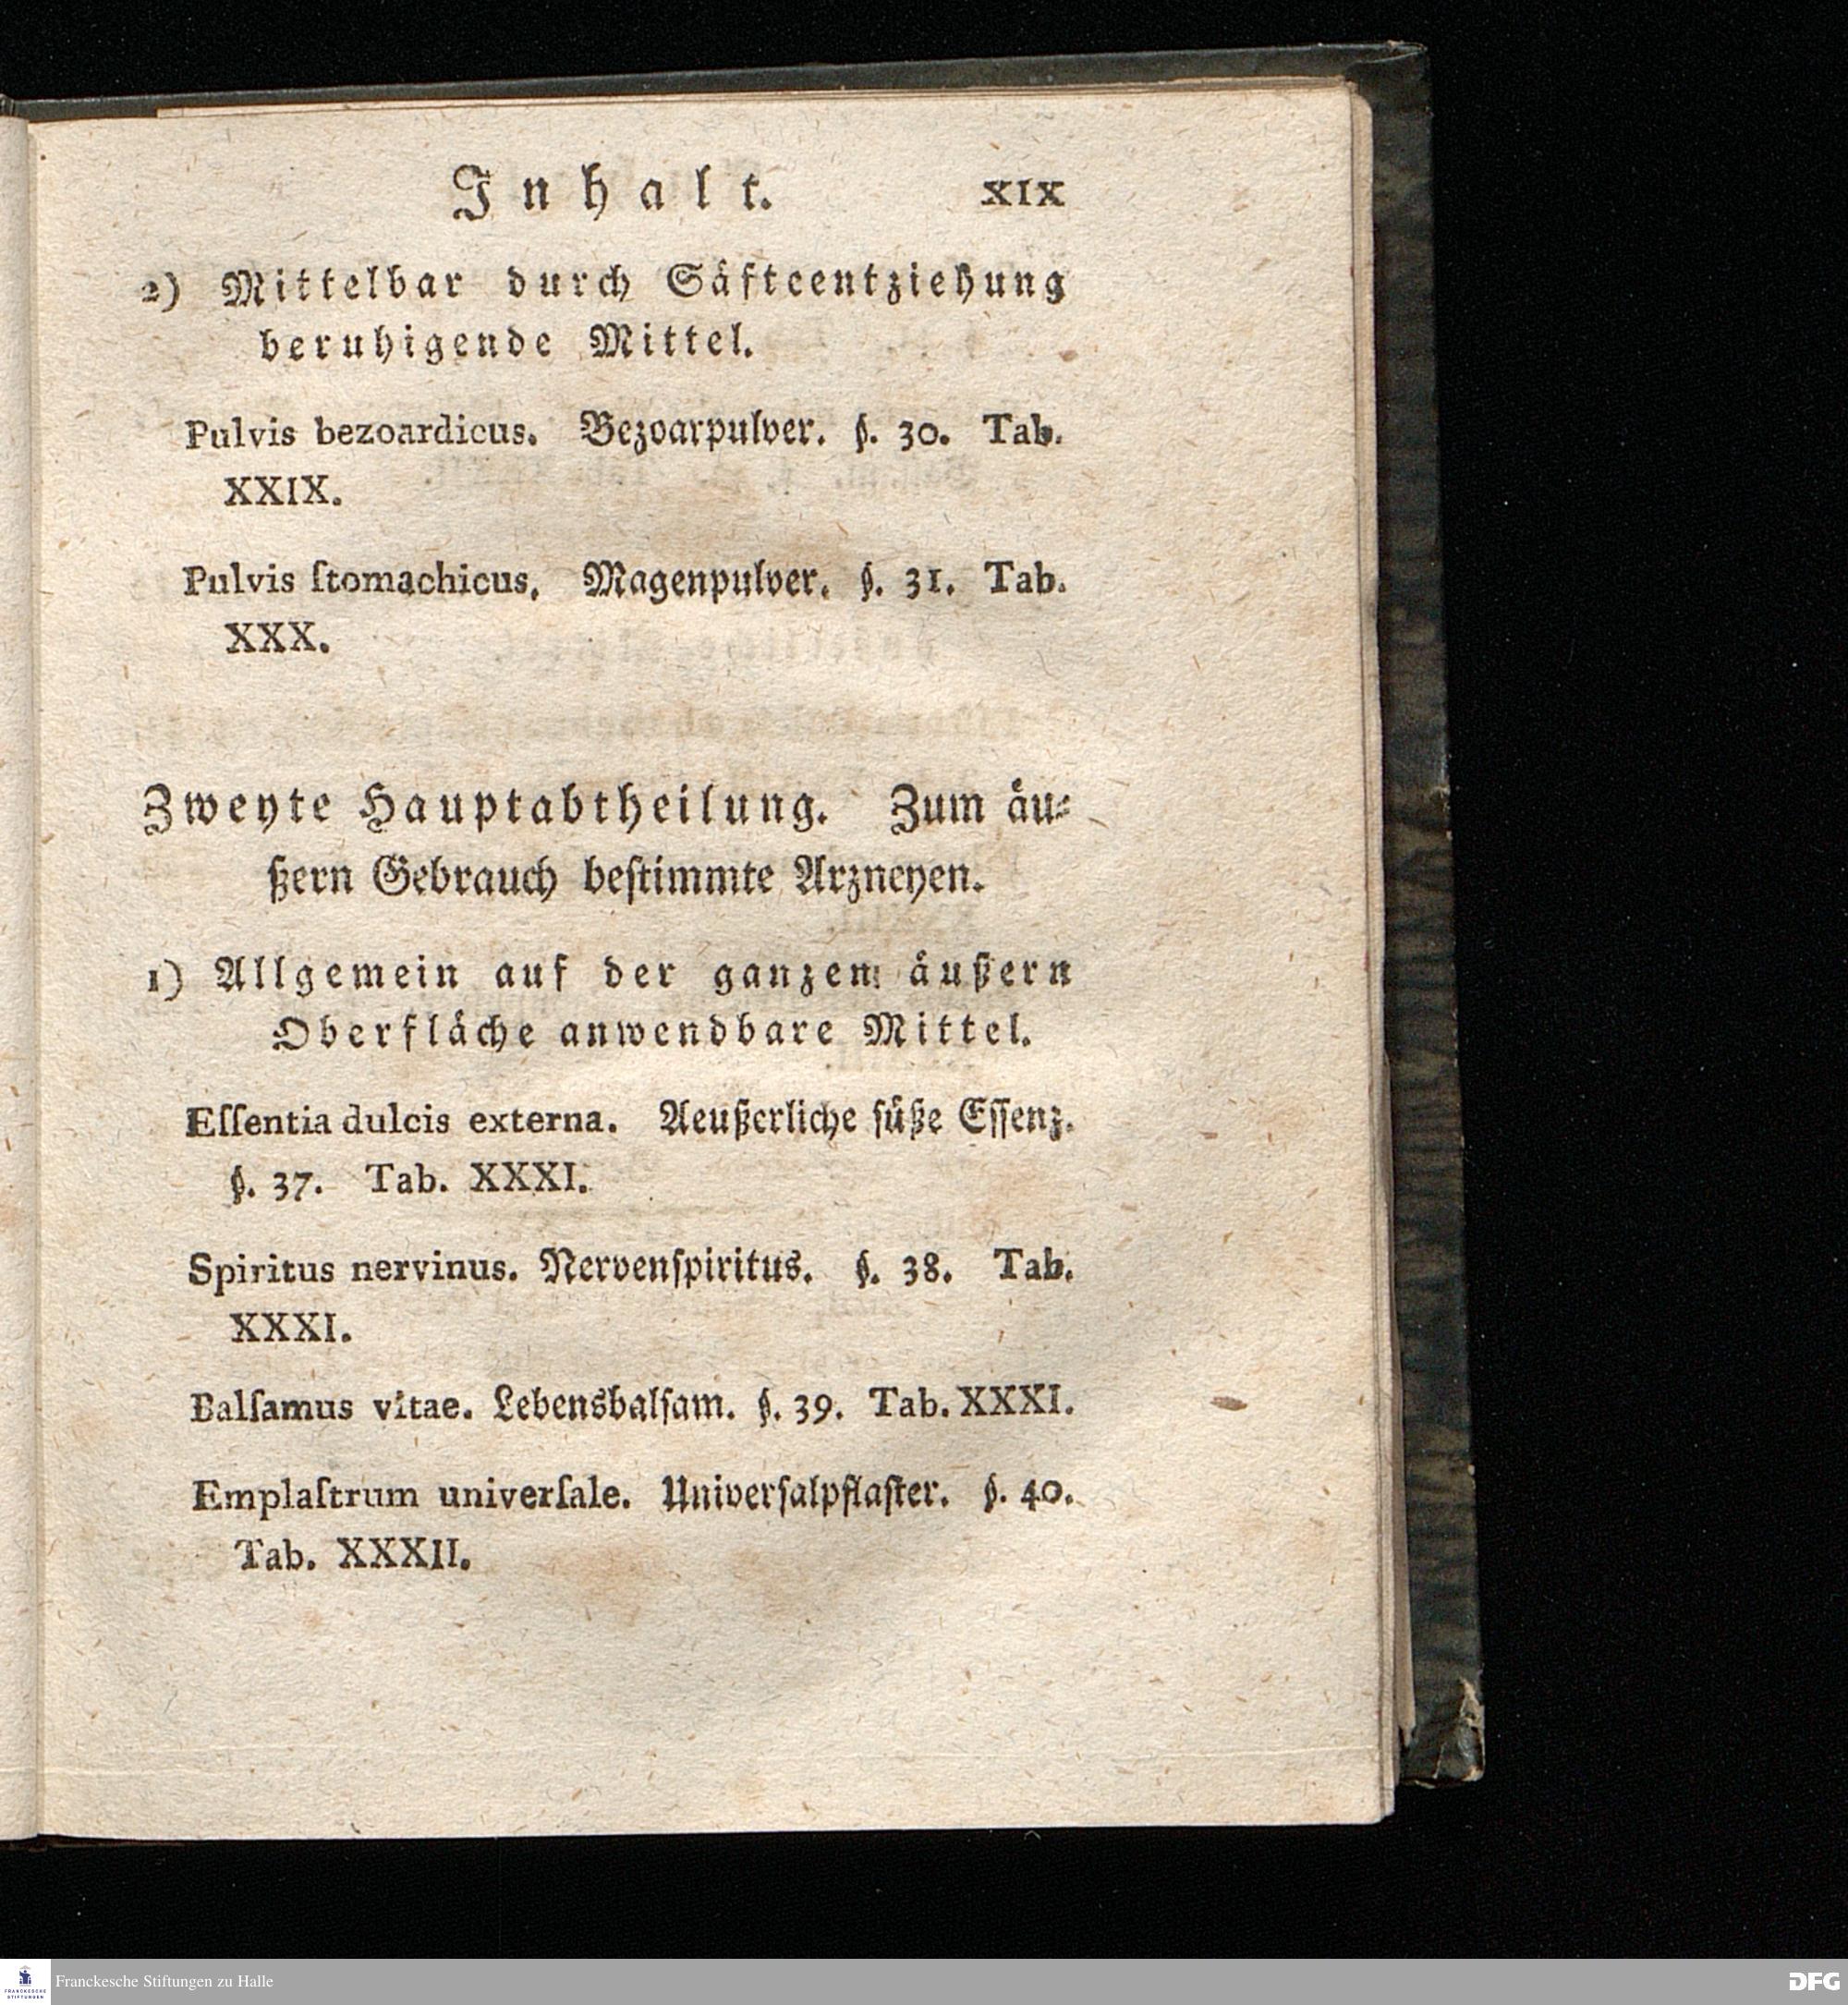 Inhalt. XIX
2) Mittelbar durch Säfteentziehung
beruhigende Mittel.
Pulvis bezoardicus. Bezoarpulver. §. 30. Tab.
XXIX.
Pulvis ſtomachicus. Magenpulver. §. 31. Tab.
XXX.
Zweyte Hauptabtheilung. Zum äu⸗
ßern Gebrauch beſtimmte Arzneyen.
1) Allgemein auf der ganzen äußern
Oberfläche anwendbare Mittel.
Eſſentia dulcis externa. Aeußerliche ſüße Eſſenz.
§. 37. Tab. XXXI.
Spiritus nervinus. Nervenſpiritus. §. 38. Tab.
XXXI.
Balſamus vitae. Lebensbalſam. §. 39. Tab. XXXI.
Emplaſtrum univerſale. Univerſalpflaſter. §. 40.
Tab. XXXII.
FRANCKESCHE
STIFTUNGEN
Franckesche Stiftungen zu Halle
DFG